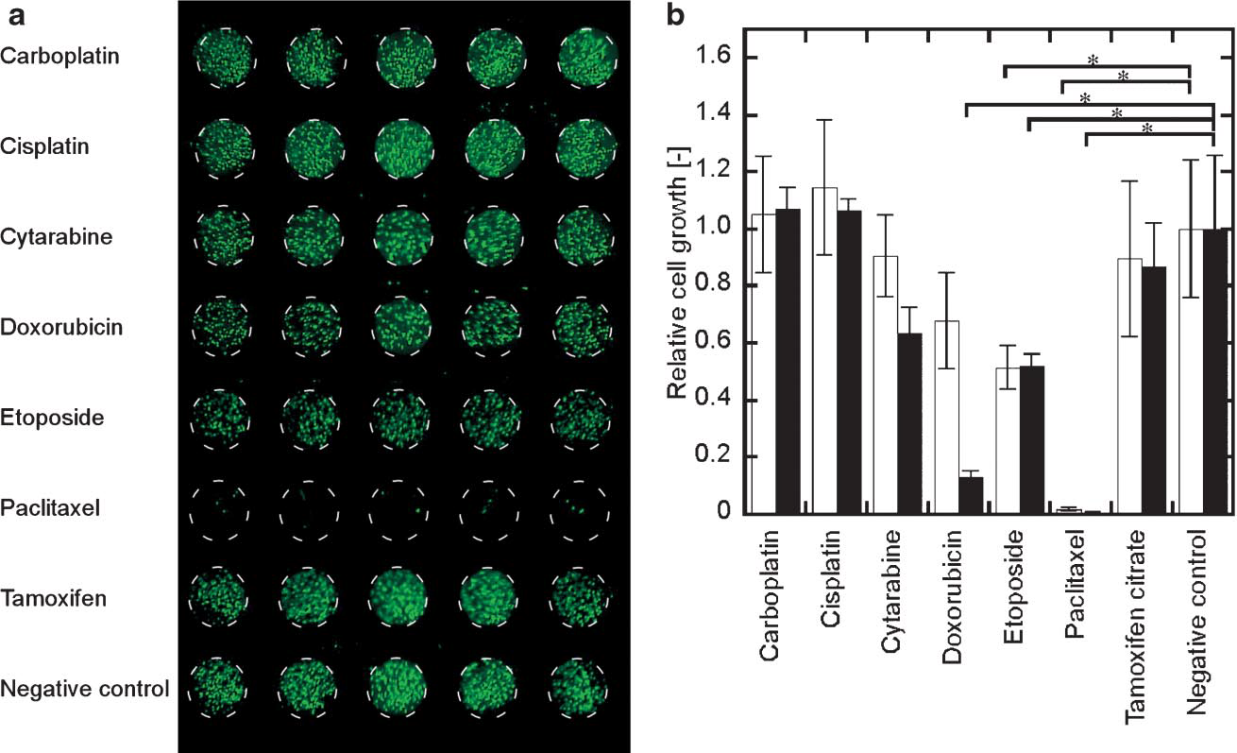 a
Carboplatin
Cisplatin
Cytarabine
Doxorubicin
Etoposide
Paclitaxel
Tamoxifen
Negative control
b
Relative cell growth [-]
1.6
1.4
1.2
1.0
0.8
0.6
0.4
0.2
0
*
*
*
*
*
Carboplatin
Cisplatin
Cytarabine
Doxorubicin
Etoposide
Paclitaxel
Tamoxifen citrate
Negative control